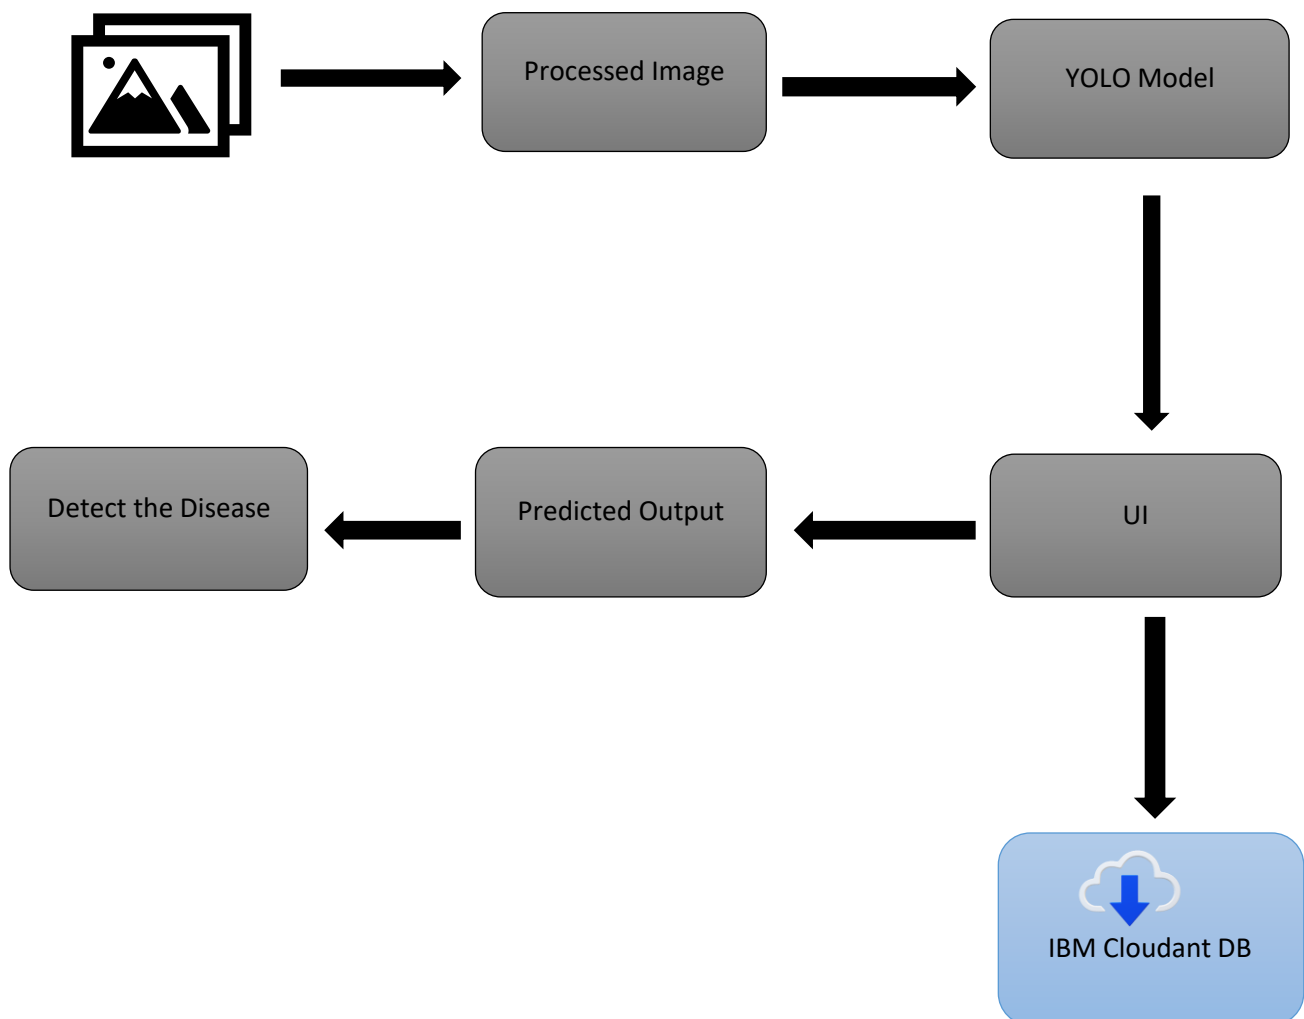 Processed Image
YOLO Model
Detect the Disease
Predicted Output
UI
IBM Cloudant DB